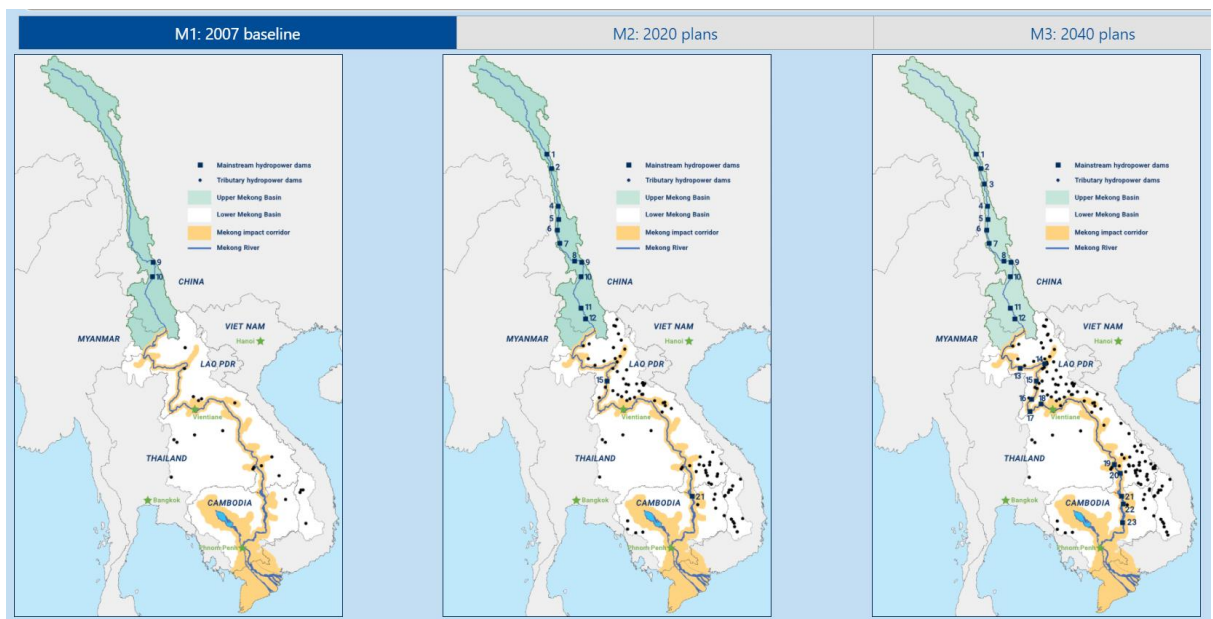 M1: 2007 baseline
M2: 2020 plans
M3: 2040 plans
Mainstream hydropower dams
Tributary hydropower dams
Upper Mekong Basin
Lower Mekong Basin
Mekong impact corridor
Mekong River
9
10
CHINA
MYANMAR
VIET NAM
Hanoi
LAO PDR
Vientiane
THAILAND
Bangkok
CAMBODIA
Phnom Penh
1
2
Mainstream hydropower dams
Tributary hydropower dams
Upper Mekong Basin
4
5
Lower Mekong Basin
6
Mekong impact corridor
7
Mekong River
8
9
10
CHINA
11
12
MYANMAR
VIET NAM
Hanoi
LAO PDR
15
Vientiane
THAILAND
21
Bangkok
CAMBODIA
Phnom Penh
1
2
Mainstream hydropower dams
3
Tributary hydropower dams
Upper Mekong Basin
4
5
Lower Mekong Basin
6
Mekong impact corridor
7
Mekong River
8
9
10
CHINA
11
12
MYANMAR
VIET NAM
Hanoi
14
LAO PDR
13
15
16
18
17
Vientiane
THAILAND
19
20
21
Bangkok
CAMBODIA
22
23
Phnom Penh